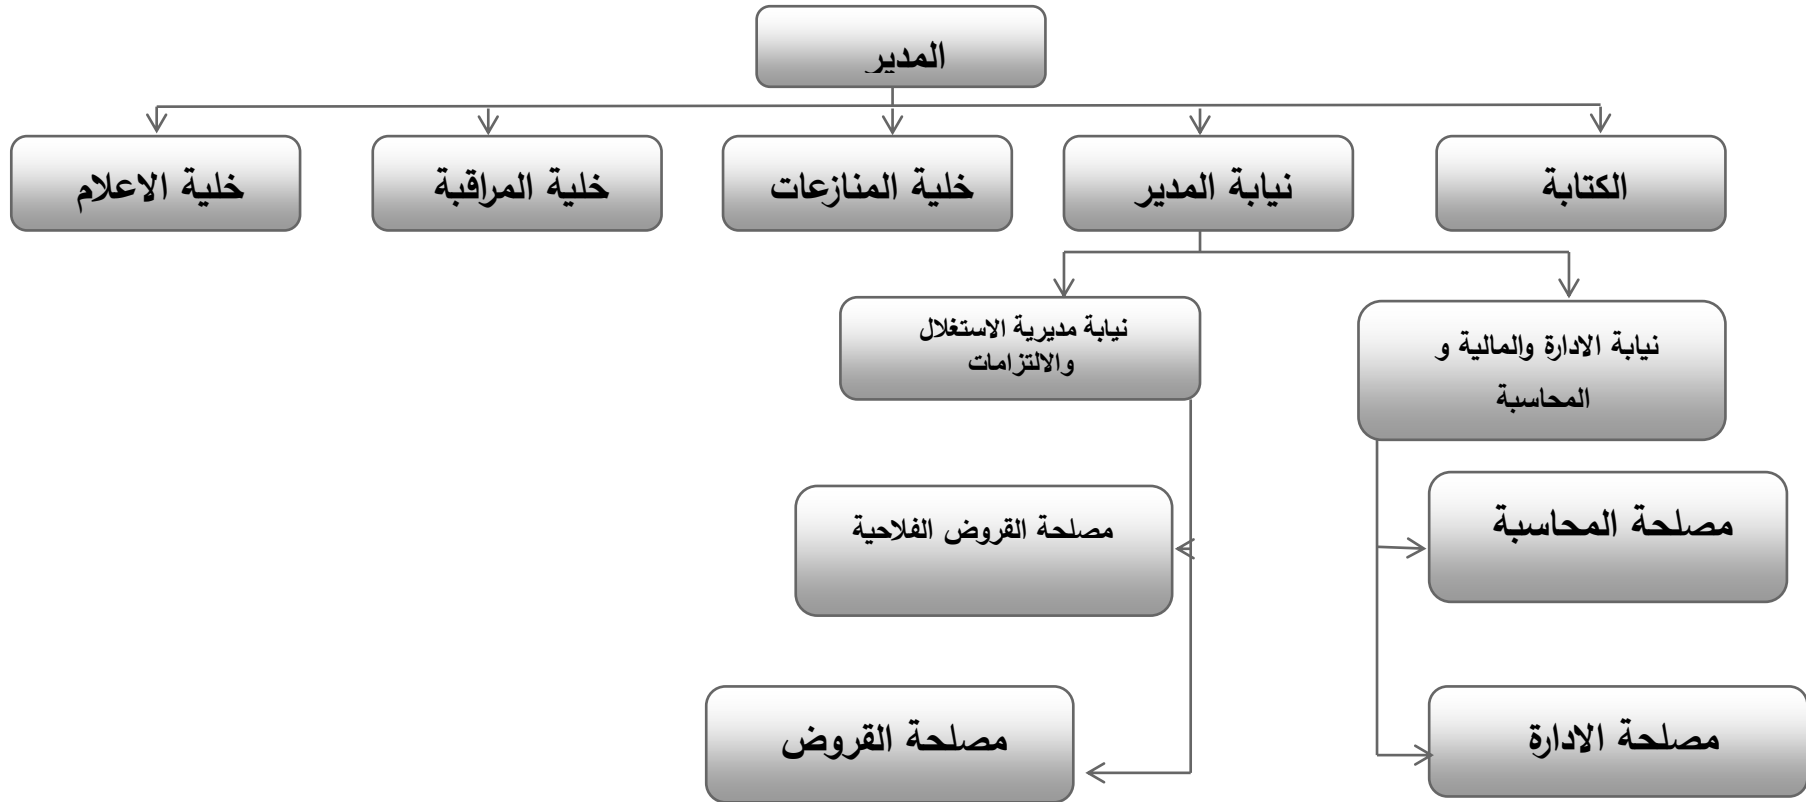 المدير
الكتابة
نيابة المدير
خلية المنازعات
خلية المراقبة
خلية الاعلام
نيابة الادارة والمالية و
المحاسبة
نيابة مديرية الاستغلال
والالتزامات
مصلحة المحاسبة
مصلحة القروض الفلاحية
مصلحة الادارة
مصلحة القروض